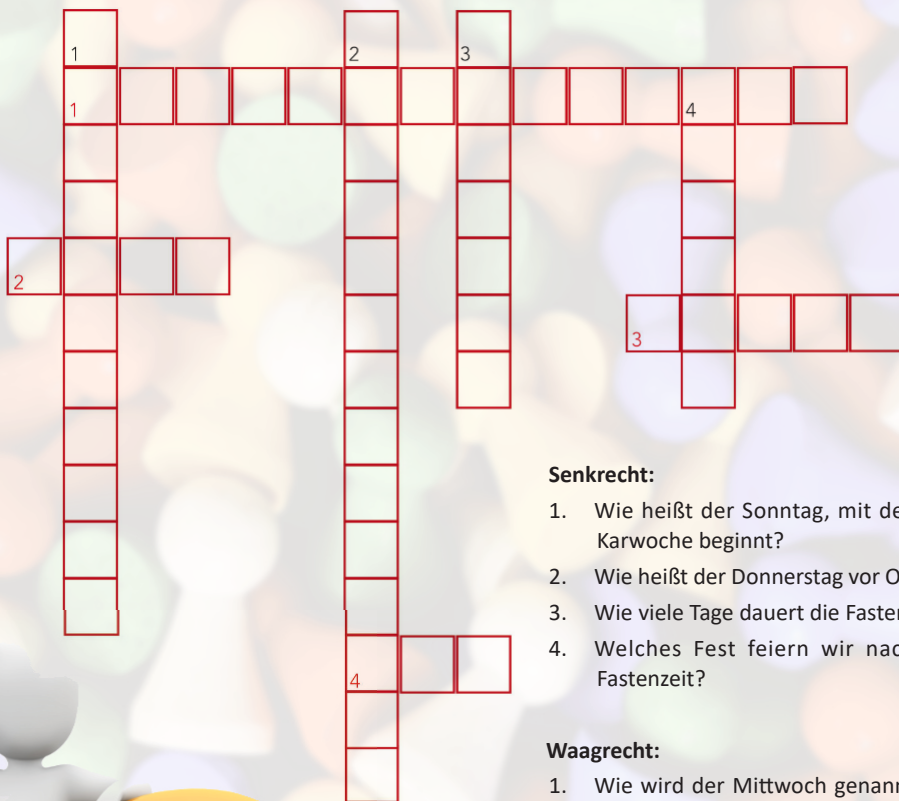 1 2 3
1 4
2
3
4
Senkrecht:
1. Wie heißt der Sonntag, mit de
Karwoche beginnt?
2. Wie heißt der Donnerstag vor O
3. Wie viele Tage dauert die Fasten
4. Welches Fest feiern wir nac
Fastenzeit?
Waagrecht:
1. Wie wird der Mittwoch genann